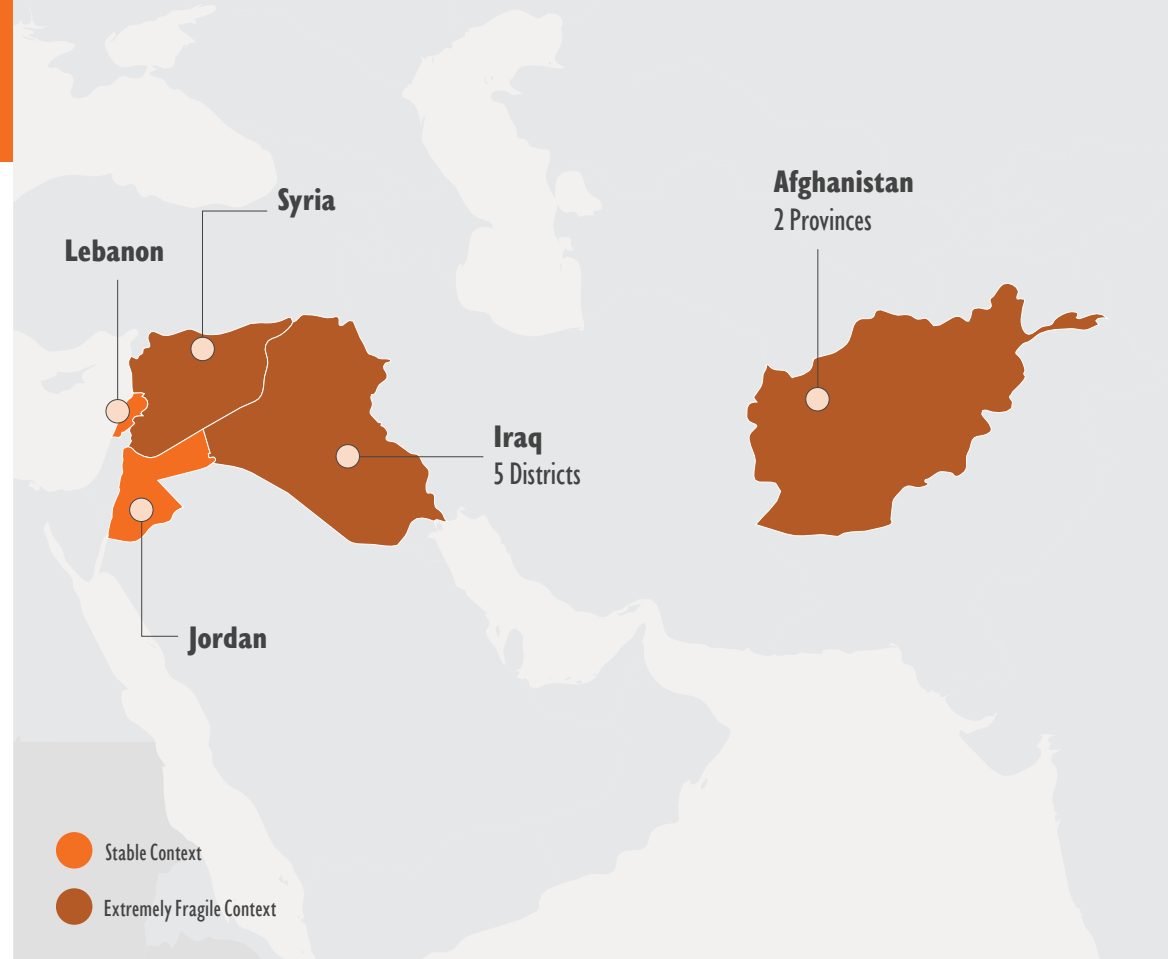 Syria
Lebanon
Afghanistan
2 Provinces
Iraq
5 Districts
Jordan
Stable Context
Extremely Fragile Context